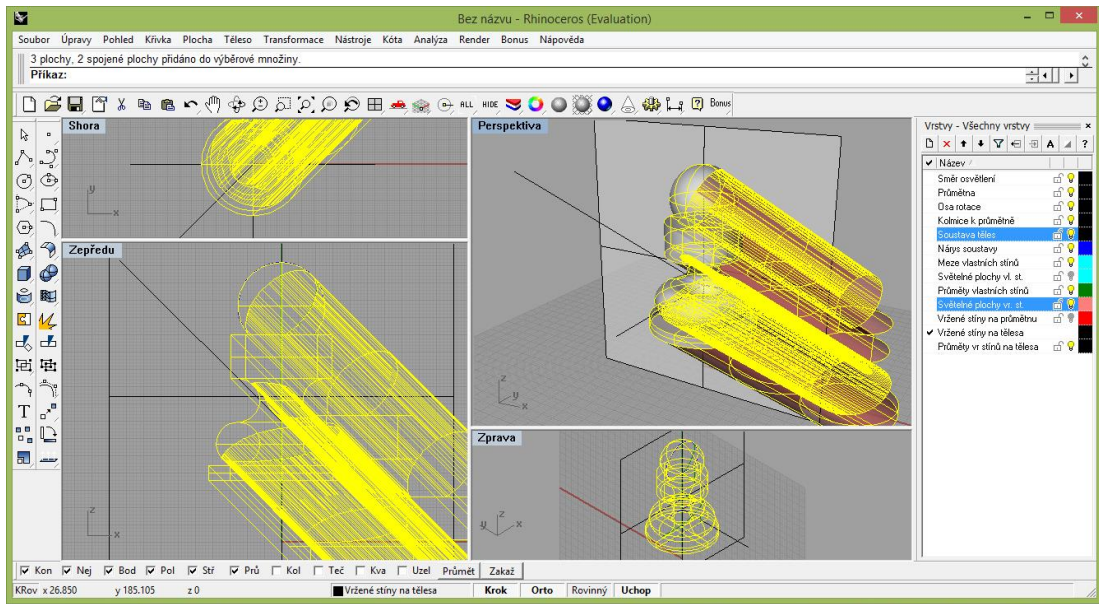 Bez názvu - Rhinoceros (Evaluation)
Soubor Úpravy Pohled Křivka Plocha Těleso Transformace Nástroje Kóta Analýza Render Bonus Nápověda
3 plochy, 2 spojené plochy přidáno do výběrové množiny.
Příkaz:
ALL HIDE Bonus
Shora
y
x
Perspektiva
z
y
x
Zepředu
z
x
Zprava
z
y
x
T
Vrstvy - Všechny vrstvy
A ?
Název
Směr osvětlení
Průmětna
Osa rotace
Kolmice k průmětně
Soustava těles
Nárys soustavy
Meze vlastních stínů
Světelné plochy vl. st.
Průměty vlastních stínů
Světelné plochy vr. st.
Vržené stíny na průmětnu
Vržené stíny na tělesa
Průměty vr stínů na tělesa
Kon Nej Bod Pol Stř Prů Kol Teč Kva Uzel Průmět Zakaž
KRov x 26.850 y 185.105 z 0 Vržené stíny na tělesa Krok Orto Rovinný Uchop